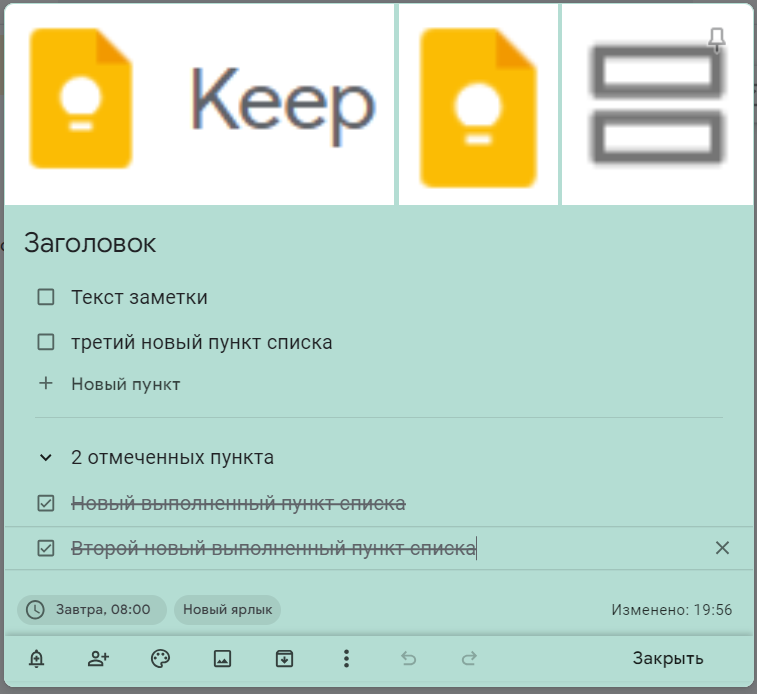 Keep
Заголовок
Текст заметки
третий новый пункт списка
Новый пункт
2 отмеченных пункта
Новый выполненный пункт списка
Второй новый выполненный пункт списка
Завтра, 08:00 Новый ярлык Изменено: 19:56
Закрыть